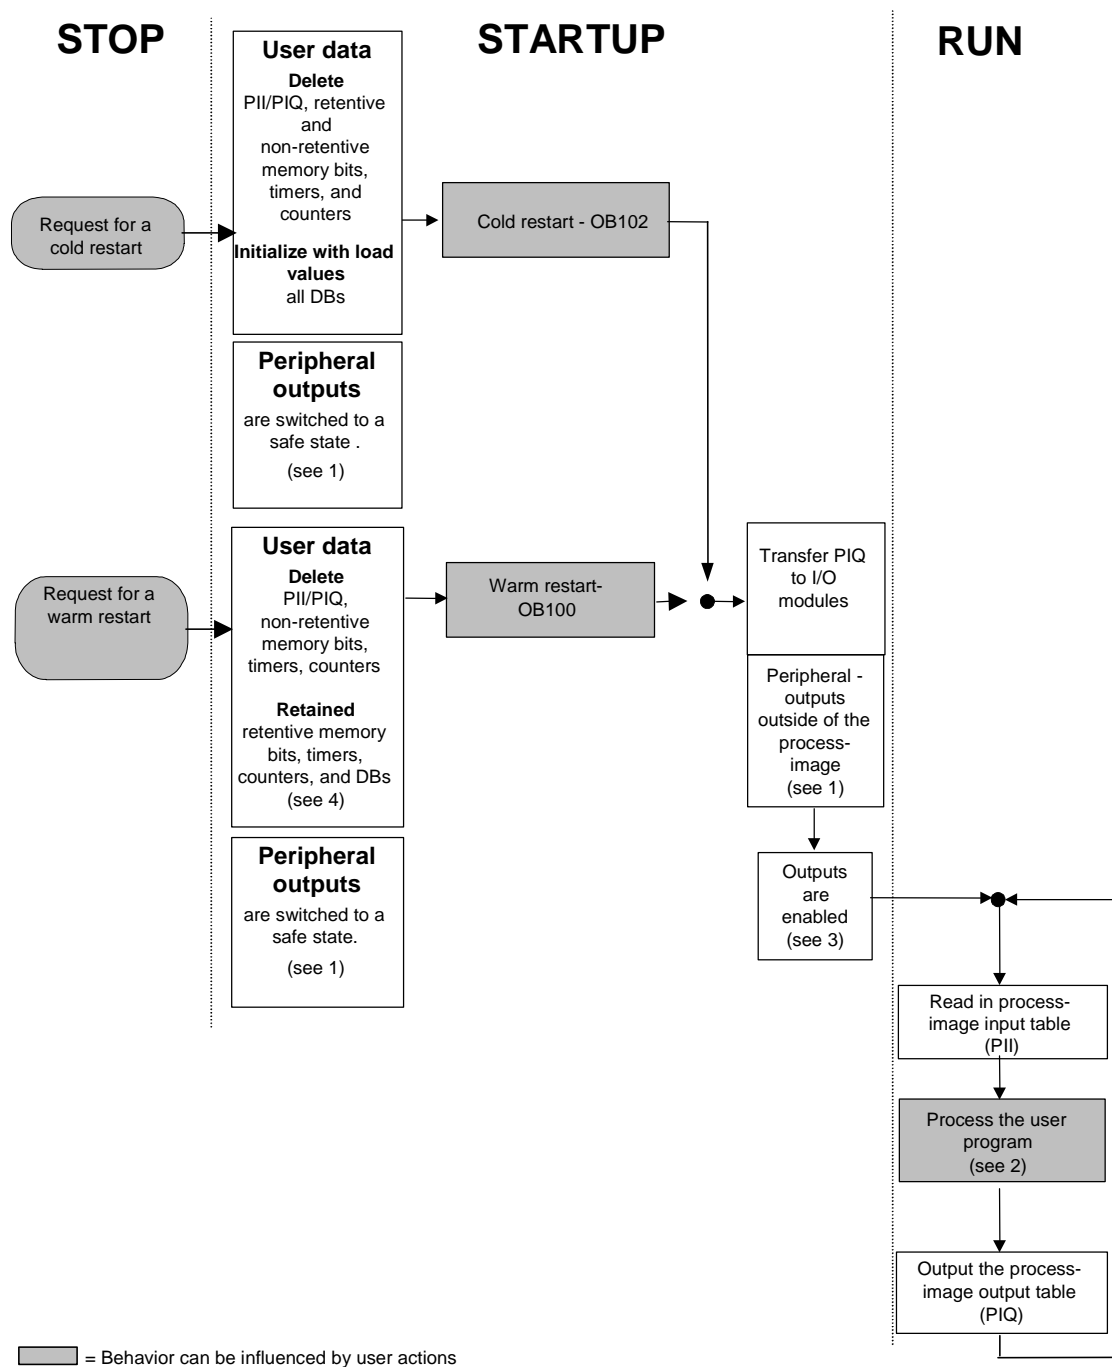 STOP
STARTUP
RUN
User data
Delete
PII/PIQ, retentive
and
non-retentive
memory bits,
timers, and
counters
Initialize with load
values
all DBs
Request for a
cold restart
Cold restart - OB102
Peripheral
outputs
are switched to a
safe state .
(see 1)
User data
Delete
PII/PIQ,
non-retentive
memory bits,
timers, counters
Retained
retentive memory
bits, timers,
counters, and DBs
(see 4)
Request for a
warm restart
Warm restart-
OB100
Transfer PIQ
to I/O
modules
Peripheral -
outputs
outside of the
process-
image
(see 1)
Peripheral
outputs
are switched to a
safe state.
(see 1)
Outputs
are
enabled
(see 3)
Read in process-
image input table
(PII)
Process the user
program
(see 2)
Output the process-
image output table
(PIQ)
= Behavior can be influenced by user actions